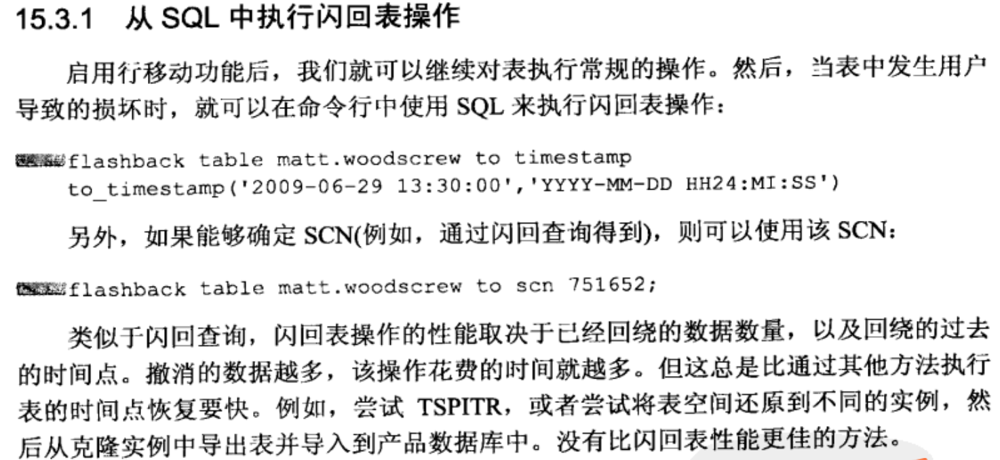 15.3.1 从 SQL 中执行闪回表操作
启用行移动功能后，我们就可以继续对表执行常规的操作。然后，当表中发生用户
导致的损坏时，就可以在命令行中使用 SQL 来执行闪回表操作：
flashback table matt.woodscrew to timestamp
to_timestamp('2009-06-29 13:30:00','YYYY-MM-DD HH24:MI:SS')
另外，如果能够确定 SCN(例如，通过闪回查询得到)，则可以使用该 SCN：
flashback table matt.woodscrew to scn 751652;
类似于闪回查询，闪回表操作的性能取决于已经回绕的数据数量，以及回绕的过去
的时间点。撤消的数据越多，该操作花费的时间就越多。但这总是比通过其他方法执行
表的时间点恢复要快。例如，尝试 TSPITR，或者尝试将表空间还原到不同的实例，然
后从克隆实例中导出表并导入到产品数据库中。没有比闪回表性能更佳的方法。